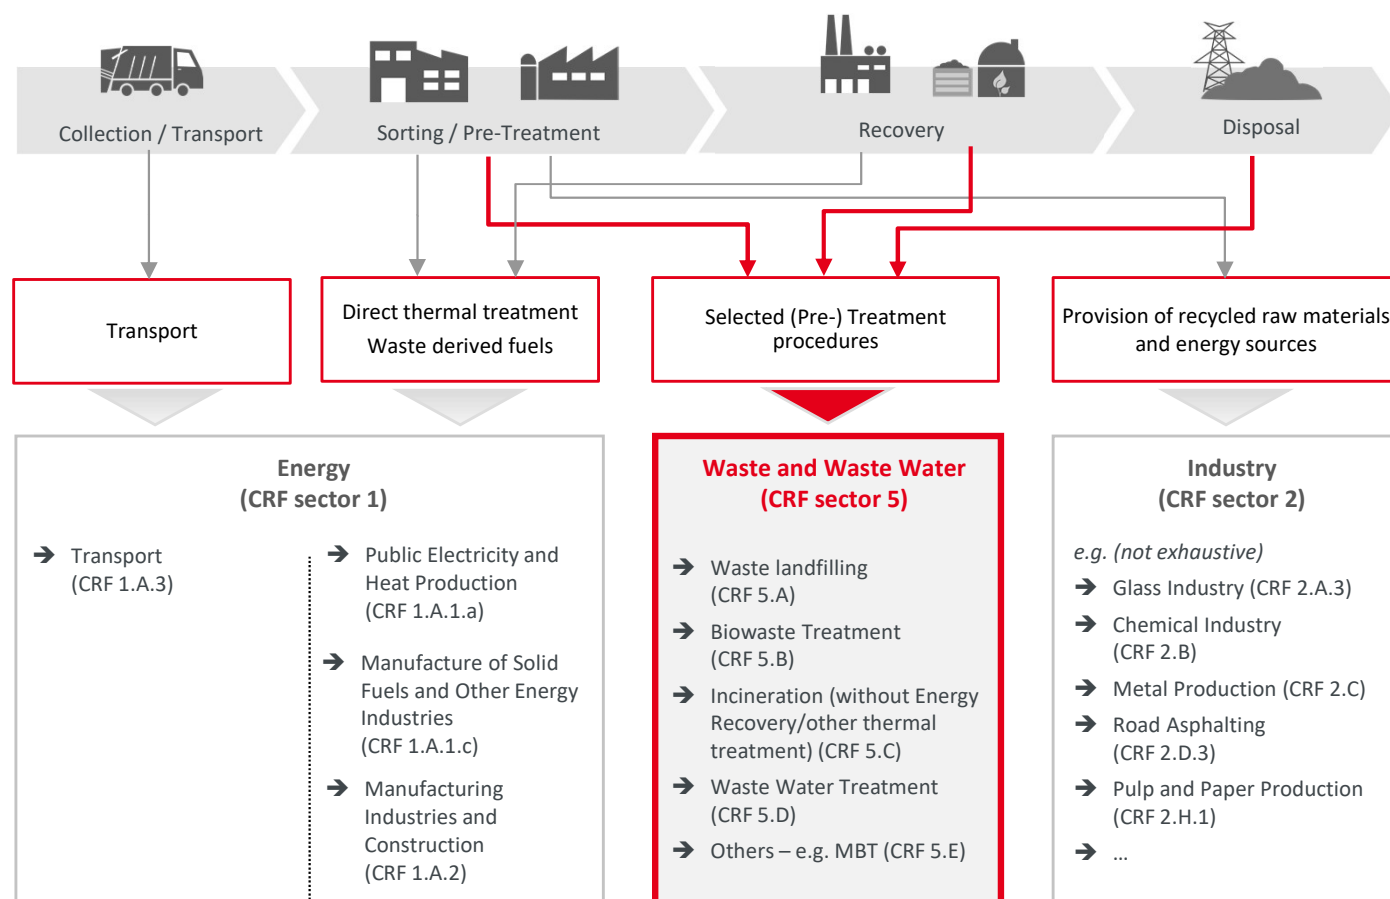 Collection / Transport
Sorting / Pre-Treatment
Recovery
Disposal
Transport
Direct thermal treatment
Waste derived fuels
Selected (Pre-) Treatment
procedures
Provision of recycled raw materials
and energy sources
Energy
(CRF sector 1)
➔ Transport
(CRF 1.A.3)
➔ Public Electricity and
Heat Production
(CRF 1.A.1.a)
➔ Manufacture of Solid
Fuels and Other Energy
Industries
(CRF 1.A.1.c)
➔ Manufacturing
Industries and
Construction
(CRF 1.A.2)
Waste and Waste Water
(CRF sector 5)
➔ Waste landfilling
(CRF 5.A)
➔ Biowaste Treatment
(CRF 5.B)
➔ Incineration (without Energy
Recovery/other thermal
treatment) (CRF 5.C)
➔ Waste Water Treatment
(CRF 5.D)
➔ Others – e.g. MBT (CRF 5.E)
Industry
(CRF sector 2)
e.g. (not exhaustive)
➔ Glass Industry (CRF 2.A.3)
➔ Chemical Industry
(CRF 2.B)
➔ Metal Production (CRF 2.C)
➔ Road Asphalting
(CRF 2.D.3)
➔ Pulp and Paper Production
(CRF 2.H.1)
➔ ...